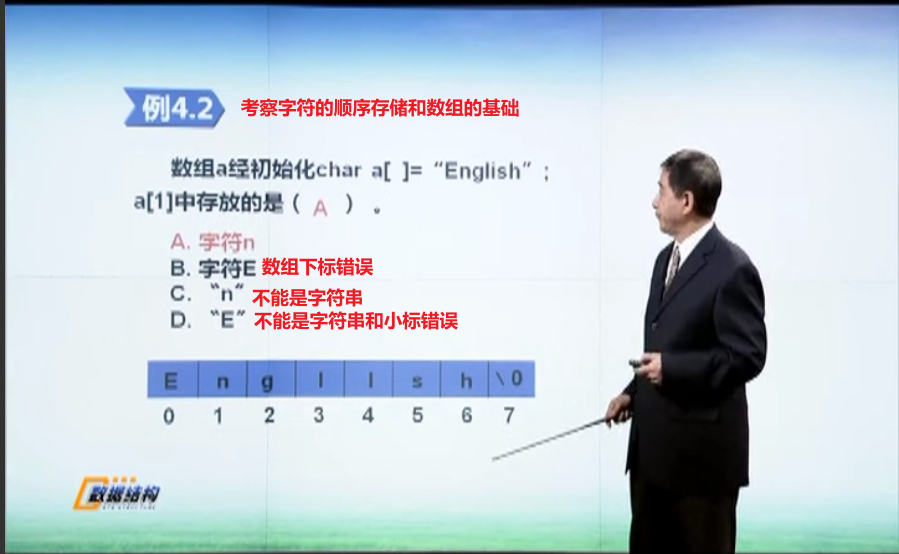 例4.2 考察字符的顺序存储和数组的基础
数组a经初始化char a[ ]=“English”;
a[1]中存放的是( A ) 。
A. 字符n
B. 字符E 数组下标错误
C. “n” 不能是字符串
D. “E” 不能是字符串和小标错误
E n g l I s h \0
0 1 2 3 4 5 6 7
数据结构